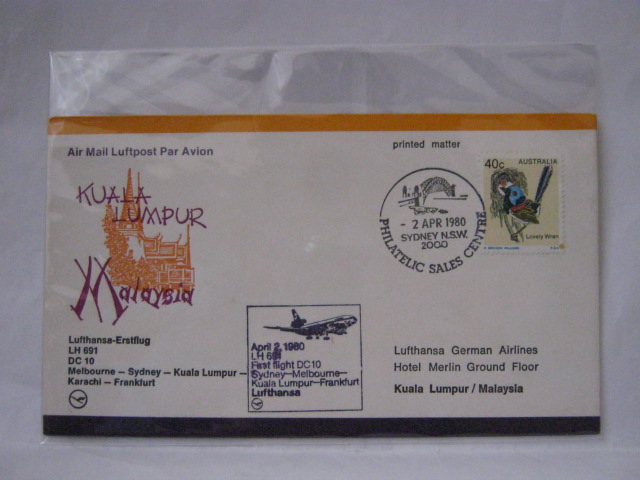 Air Mail Luftpost Par Avion
printed matter
KUALA
LUMPUR
Malaysia
40c AUSTRALIA
Lovely Wren
- 2 APR 1980
SYDNEY N.S.W.
2000
PHILATELIC SALES CENTRE
Lufthansa-Erstflug
LH 691
DC 10
Melbourne – Sydney – Kuala Lumpur –
Karachi – Frankfurt
April 2, 1980
LH 691
First flight DC10
Sydney–Melbourne–
Kuala Lumpur–Frankfurt
Lufthansa
Lufthansa German Airlines
Hotel Merlin Ground Floor
Kuala Lumpur / Malaysia